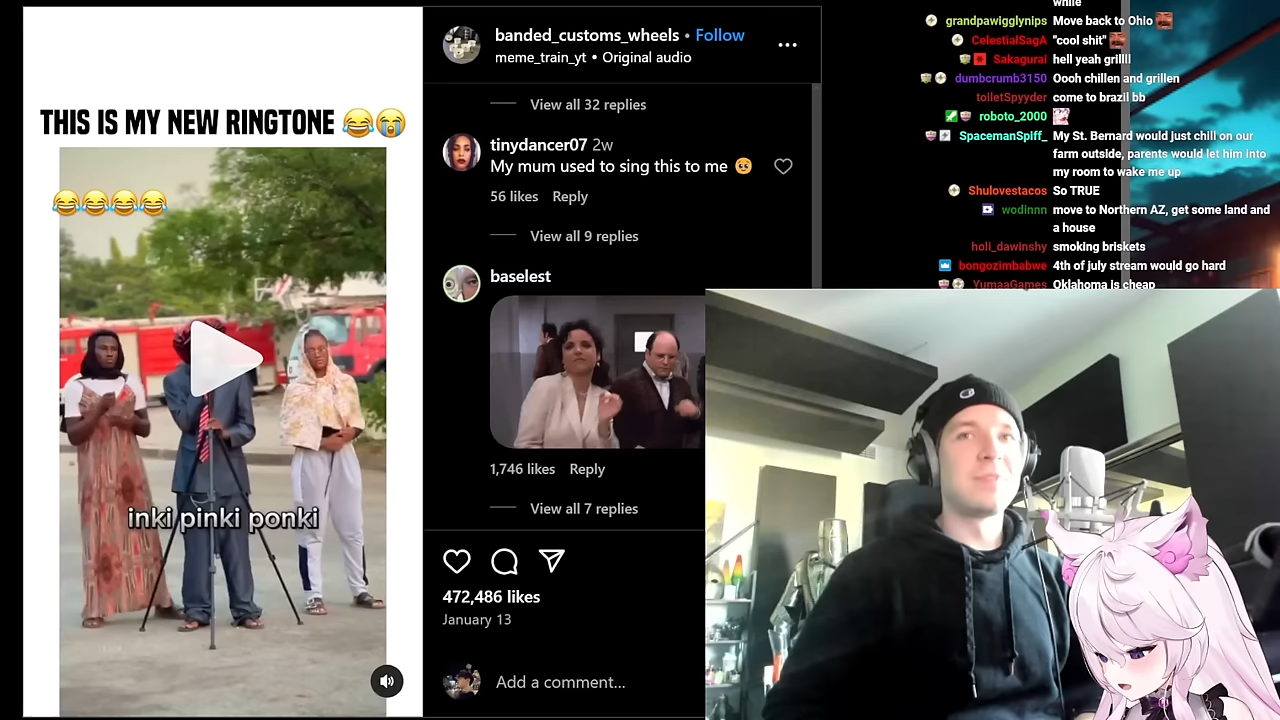 THIS IS MY NEW RINGTONE 😂😭
😂😂😂😂
inki pinki ponki
banded_customs_wheels • Follow
meme_train_yt • Original audio
View all 32 replies
tinydancer07 2w
My mum used to sing this to me 🥺
56 likes Reply
View all 9 replies
baselest
1,746 likes Reply
View all 7 replies
472,486 likes
January 13
Add a comment...
while
grandpawigglynips Move back to Ohio
CelestialSagA "cool shit"
Sakagurai hell yeah grillll
dumbcrumb3150 Oooh chillen and grillen
toiletSpyyder come to brazil bb
roboto_2000
SpacemanSpIff_ My St. Bernard would just chill on our
farm outside, parents would let him into
my room to wake me up
Shulovestacos So TRUE
wodinnn move to Northern AZ, get some land and
a house
holi_dawinshy smoking briskets
bongozimbabwe 4th of july stream would go hard
YumaaGames Oklahoma is cheap